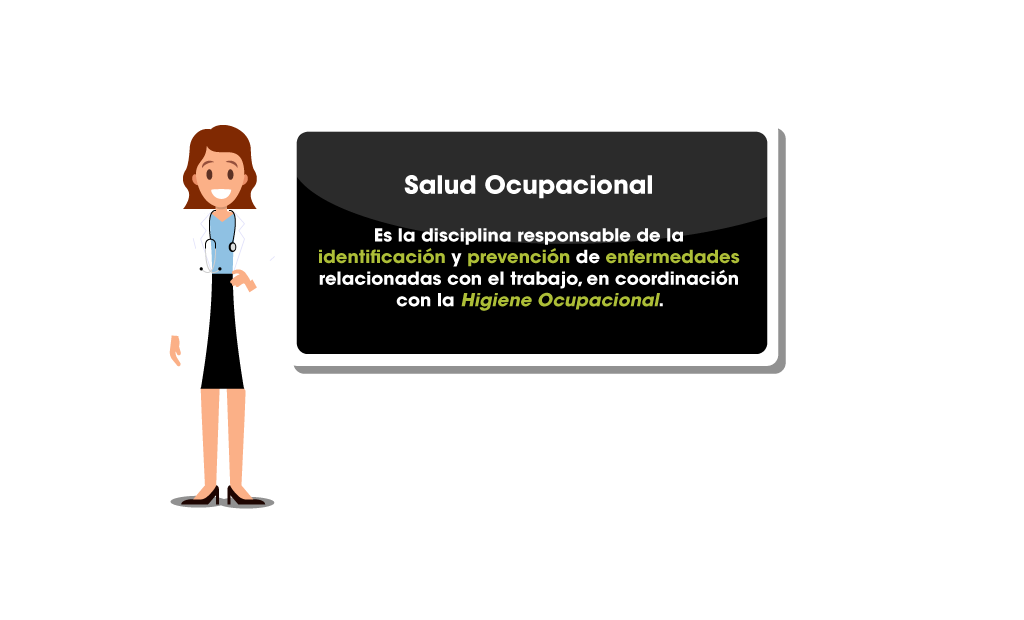 Salud Ocupacional
Es la disciplina responsable de la
identificación y prevención de enfermedades
relacionadas con el trabajo, en coordinación
con la Higiene Ocupacional.